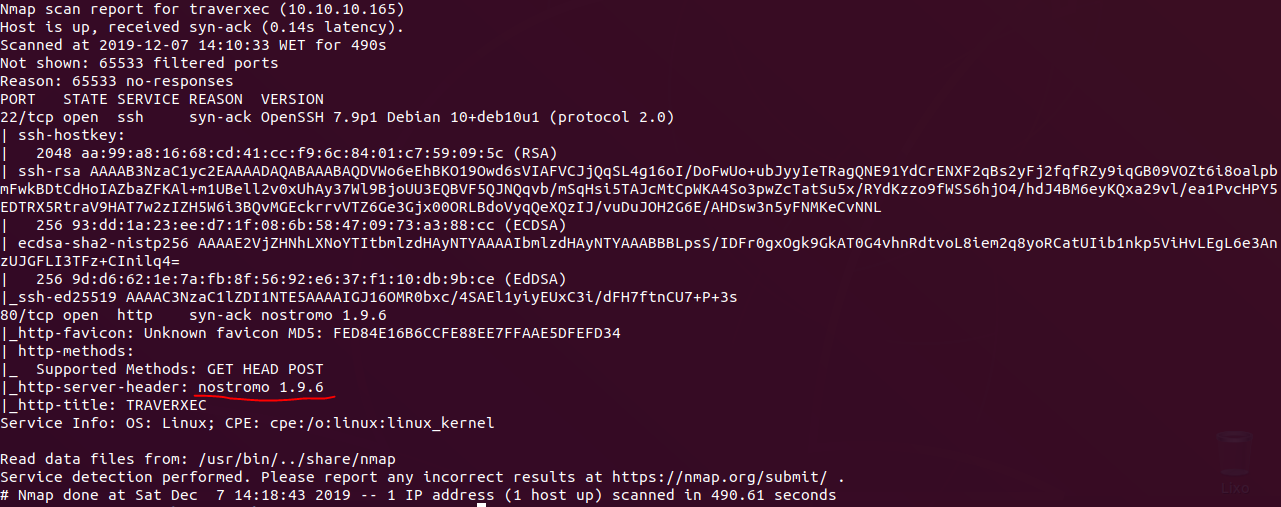 Nmap scan report for traverxec (10.10.10.165)
Host is up, received syn-ack (0.14s latency).
Scanned at 2019-12-07 14:10:33 WET for 490s
Not shown: 65533 filtered ports
Reason: 65533 no-responses
PORT   STATE SERVICE REASON  VERSION
22/tcp open  ssh     syn-ack OpenSSH 7.9p1 Debian 10+deb10u1 (protocol 2.0)
| ssh-hostkey:
|   2048 aa:99:a8:16:68:cd:41:cc:f9:6c:84:01:c7:59:09:5c (RSA)
| ssh-rsa AAAAB3NzaC1yc2EAAAADAQABAAABAQDVWo6eEhBKO19Owd6sVIAFVCJjQqSL4g16oI/DoFwUo+ubJyyIeTRagQNE91YdCrENXF2qBs2yFj2fqfRZy9iqGB09VOZt6i8oalpb
mFwkBDtCdHoIAZbaZFKAl+m1UBell2v0xUhAy37Wl9BjoUU3EQBVF5QJNQqvb/mSqHsi5TAJcMtCpWKA4So3pwZcTatSu5x/RYdKzzo9fWSS6hjO4/hdJ4BM6eyKQxa29vl/ea1PvcHPY5
EDTRX5RtraV9HAT7w2zIZH5W6i3BQvMGEckrrvVTZ6Ge3Gjx00ORLBdoVyqQeXQzIJ/vuDuJOH2G6E/AHDsw3n5yFNMKeCvNNL
|   256 93:dd:1a:23:ee:d7:1f:08:6b:58:47:09:73:a3:88:cc (ECDSA)
| ecdsa-sha2-nistp256 AAAAE2VjZHNhLXNoYTItbmlzdHAyNTYAAAAIbmlzdHAyNTYAAABBBLpsS/IDFr0gxOgk9GkAT0G4vhnRdtvoL8iem2q8yoRCatUIib1nkp5ViHvLEgL6e3An
zUJGFLI3TFz+CInilq4=
|   256 9d:d6:62:1e:7a:fb:8f:56:92:e6:37:f1:10:db:9b:ce (EdDSA)
|_ssh-ed25519 AAAAC3NzaC1lZDI1NTE5AAAAIGJ16OMR0bxc/4SAEl1yiyEUxC3i/dFH7ftnCU7+P+3s
80/tcp open  http    syn-ack nostromo 1.9.6
|_http-favicon: Unknown favicon MD5: FED84E16B6CCFE88EE7FFAAE5DFEFD34
| http-methods:
|_  Supported Methods: GET HEAD POST
|_http-server-header: nostromo 1.9.6
|_http-title: TRAVERXEC
Service Info: OS: Linux; CPE: cpe:/o:linux:linux_kernel
Read data files from: /usr/bin/../share/nmap
Service detection performed. Please report any incorrect results at https://nmap.org/submit/ .
# Nmap done at Sat Dec  7 14:18:43 2019 -- 1 IP address (1 host up) scanned in 490.61 seconds
Lixo